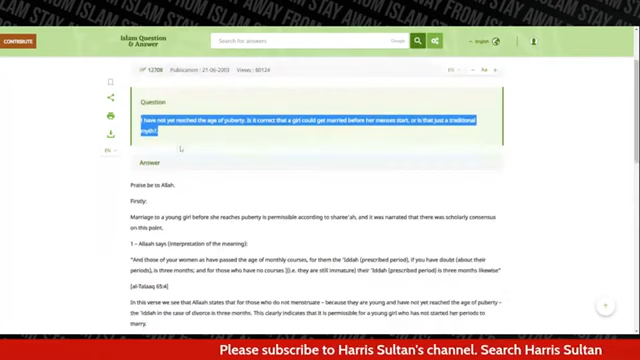 CONTRIBUTE
Islam Question
& Answer
Search for answers
Google
English
12708
Publication : 21-06-2003
Views : 80124
EN
Aa
EN
Question
I have not yet reached the age of puberty. Is it correct that a girl could get married before her menses start, or is that just a traditional
myth?.
Answer
Praise be to Allah.
Firstly:
Marriage to a young girl before she reaches puberty is permissible according to sharee'ah, and it was narrated that there was scholarly consensus
on this point.
1 – Allaah says (interpretation of the meaning):
"And those of your women as have passed the age of monthly courses, for them the 'Iddah (prescribed period), if you have doubt (about their
periods), is three months; and for those who have no courses [(i.e. they are still immature) their 'Iddah (prescribed period) is three months likewise"
[al-Talaaq 65:4]
In this verse we see that Allaah states that for those who do not menstruate – because they are young and have not yet reached the age of puberty –
the 'iddah in the case of divorce is three months. This clearly indicates that it is permissible for a young girl who has not started her periods to
marry.
Please subscribe to Harris Sultan's channel. Search Harris Sultan